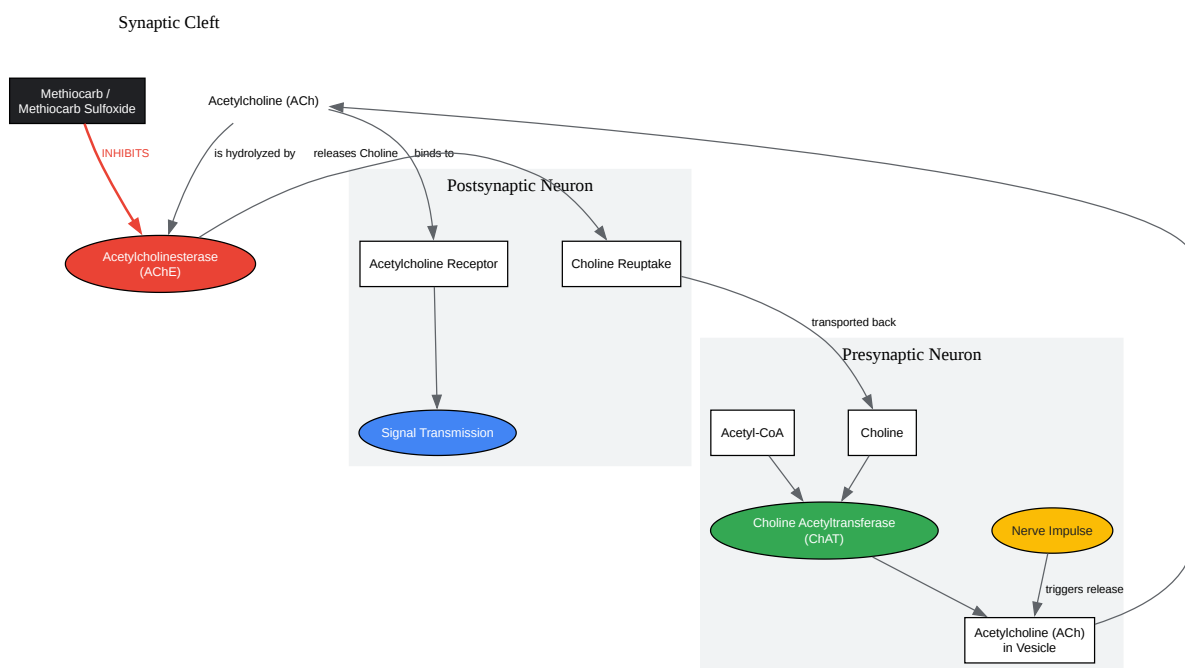 Synaptic Cleft
Methiocarb /
Methiocarb Sulfoxide
Acetylcholine (ACh)
INHIBITS
is hydrolyzed by
releases Choline
binds to
Postsynaptic Neuron
Acetylcholinesterase
(AChE)
Acetylcholine Receptor
Choline Reuptake
transported back
Presynaptic Neuron
Signal Transmission
Acetyl-CoA
Choline
Choline Acetyltransferase
(ChAT)
Nerve Impulse
triggers release
Acetylcholine (ACh)
in Vesicle